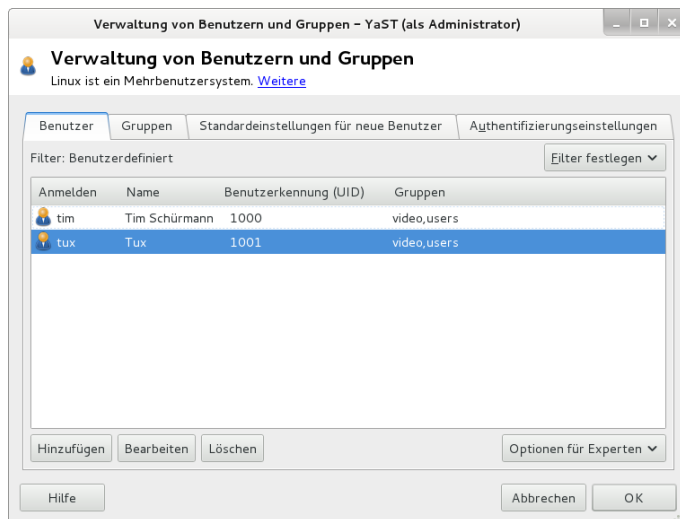 Verwaltung von Benutzern und Gruppen – YaST (als Administrator)
Verwaltung von Benutzern und Gruppen
Linux ist ein Mehrbenutzersystem. Weitere
Benutzer Gruppen Standardeinstellungen für neue Benutzer Authentifizierungseinstellungen
Filter: Benutzerdefiniert Filter festlegen
Anmelden Name Benutzerkennung (UID) Gruppen
tim Tim Schürmann 1000 video,users
tux Tux 1001 video,users
Hinzufügen Bearbeiten Löschen Optionen für Experten
Hilfe Abbrechen OK